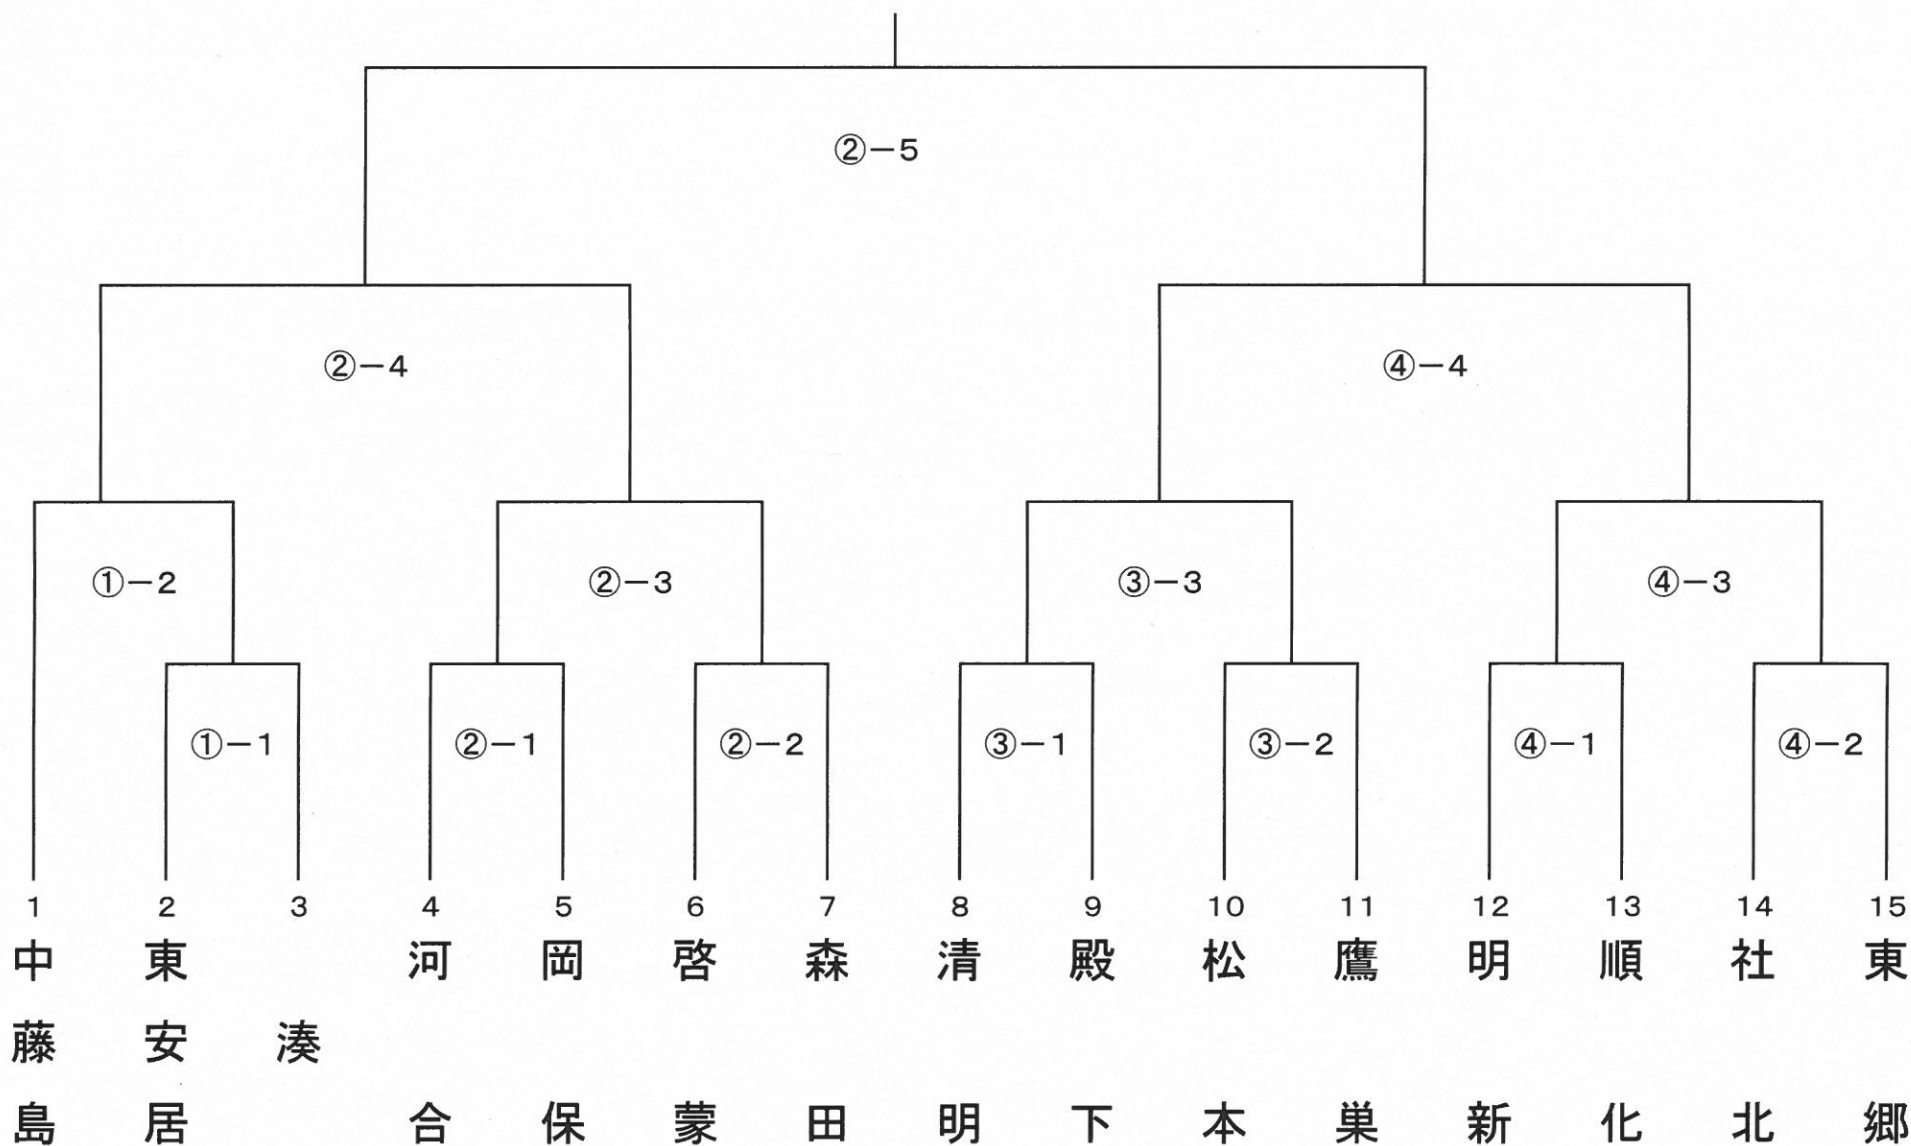 ②－5
②－4
④－4
①－2
②－3
③－3
④－3
①－1
②－1
②－2
③－1
③－2
④－1
④－2
1 2 3 4 5 6 7 8 9 10 11 12 13 14 15
中藤島
東安居
湊
河合
岡保
啓蒙
森田
清明
殿下
松本
鷹巣
明新
順化
社北
東郷